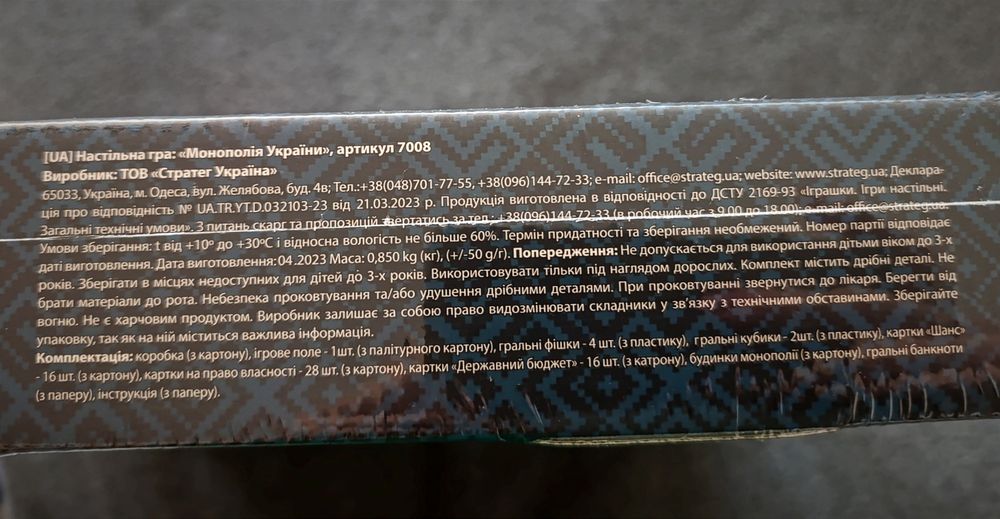 [UA] Настільна гра: «Монополія України», артикул 7008
Виробник: ТОВ «Стратег Україна»
65033, Україна, м. Одеса, вул. Желябова, буд. 4в; Тел.:+38(048)701-77-55, +38(096)144-72-33; e-mail: office@strateg.ua; website: www.strateg.ua; Деклара-
ція про відповідність № UA.TR.YT.D.032103-23 від 21.03.2023 р. Продукція виготовлена в відповідності до ДСТУ 2169-93 «Іграшки. Ігри настільні.
Загальні технічні умови». З питань скарг та пропозицій звертатись за тел.: +38(096)144-72-33 (в робочий час з 9.00 до 18.00); e-mail: office@strateg.ua
Умови зберігання: t від +10º до +30ºС і відносна вологість не більше 60%. Термін придатності та зберігання необмежений. Номер партії відповідає
даті виготовлення. Дата виготовлення: 04.2023 Маса: 0,850 kg (кг), (+/-50 g/г). Попередження: Не допускається для використання дітьми віком до 3-х
років. Зберігати в місцях недоступних для дітей до 3-х років. Використовувати тільки під наглядом дорослих. Комплект містить дрібні деталі. Не
брати матеріали до рота. Небезпека проковтування та/або удушення дрібними деталями. При проковтуванні звернутися до лікаря. Берегти від
вогню. Не є харчовим продуктом. Виробник залишає за собою право видозмінювати складники у зв'язку з технічними обставинами. Зберігайте
упаковку, так як на ній міститься важлива інформація.
Комплектація: коробка (з картону), ігрове поле - 1шт. (з палітурного картону), гральні фішки - 4 шт. (з пластику), гральні кубики - 2шт. (з пластику), картки «Шанс»
- 16 шт. (з картону), картки на право власності - 28 шт. (з картону), картки «Державний бюджет» - 16 шт. (з катрону), будинки монополії (з картону), гральні банкноти
(з паперу), інструкція (з паперу).